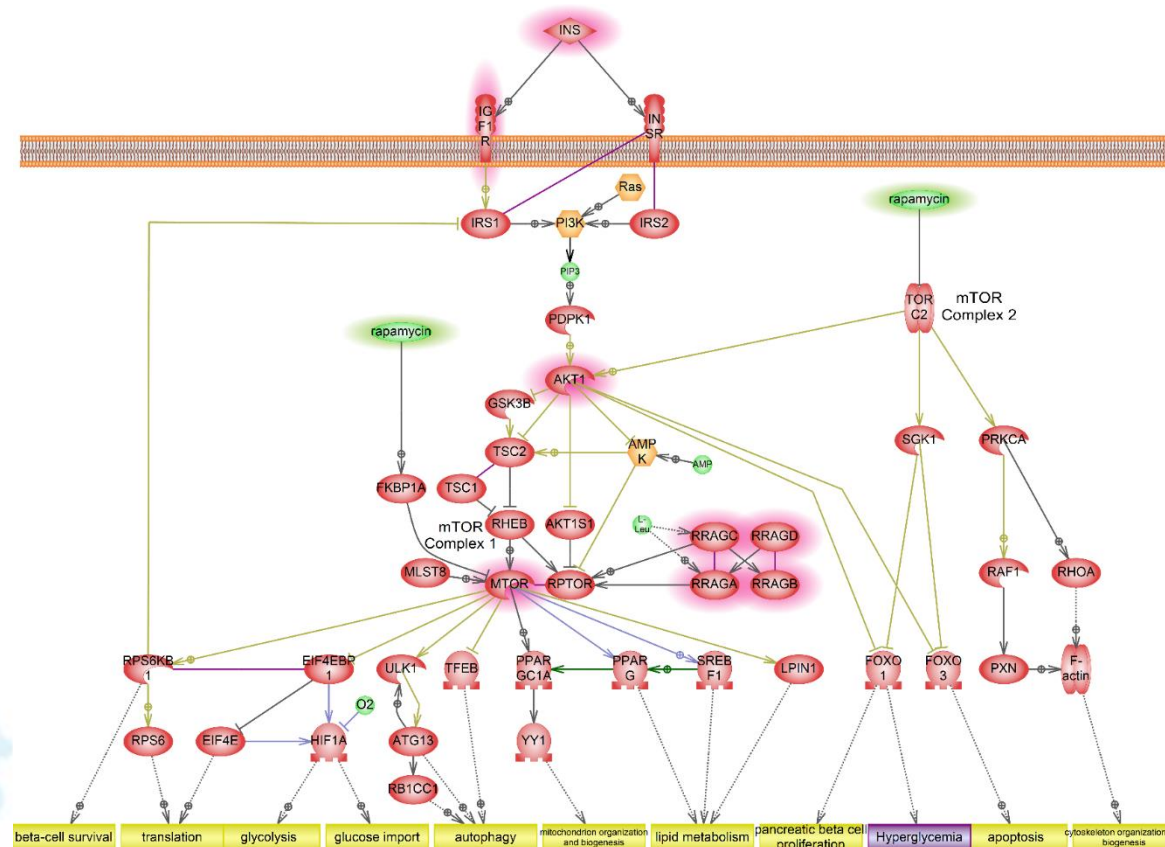 INS
IG
F1
R
IN
SR
Ras
rapamycin
IRS1
PI3K
IRS2
PIP3
TOR
C2
mTOR
Complex 2
PDPK1
rapamycin
AKT1
GSK3B
TSC2
AMP
K
AMP
SGK1
PRKCA
FKBP1A
TSC1
mTOR
Complex 1
RHEB
AKT1S1
L-
Leu
RRAGC
RRAGD
MLST8
MTOR
RPTOR
RRAGA
RRAGB
RAF1
RHOA
RPS6KB
1
EIF4EBP
1
ULK1
TFEB
PPAR
GC1A
PPAR
G
SREB
F1
LPIN1
FOXO
1
FOXO
3
PXN
F-
actin
O2
RPS6
EIF4E
HIF1A
ATG13
YY1
RB1CC1
beta-cell survival
translation
glycolysis
glucose import
autophagy
mitochondrion organization
and biogenesis
lipid metabolism
pancreatic beta cell
proliferation
Hyperglycemia
apoptosis
cytoskeleton organization
biogenesis